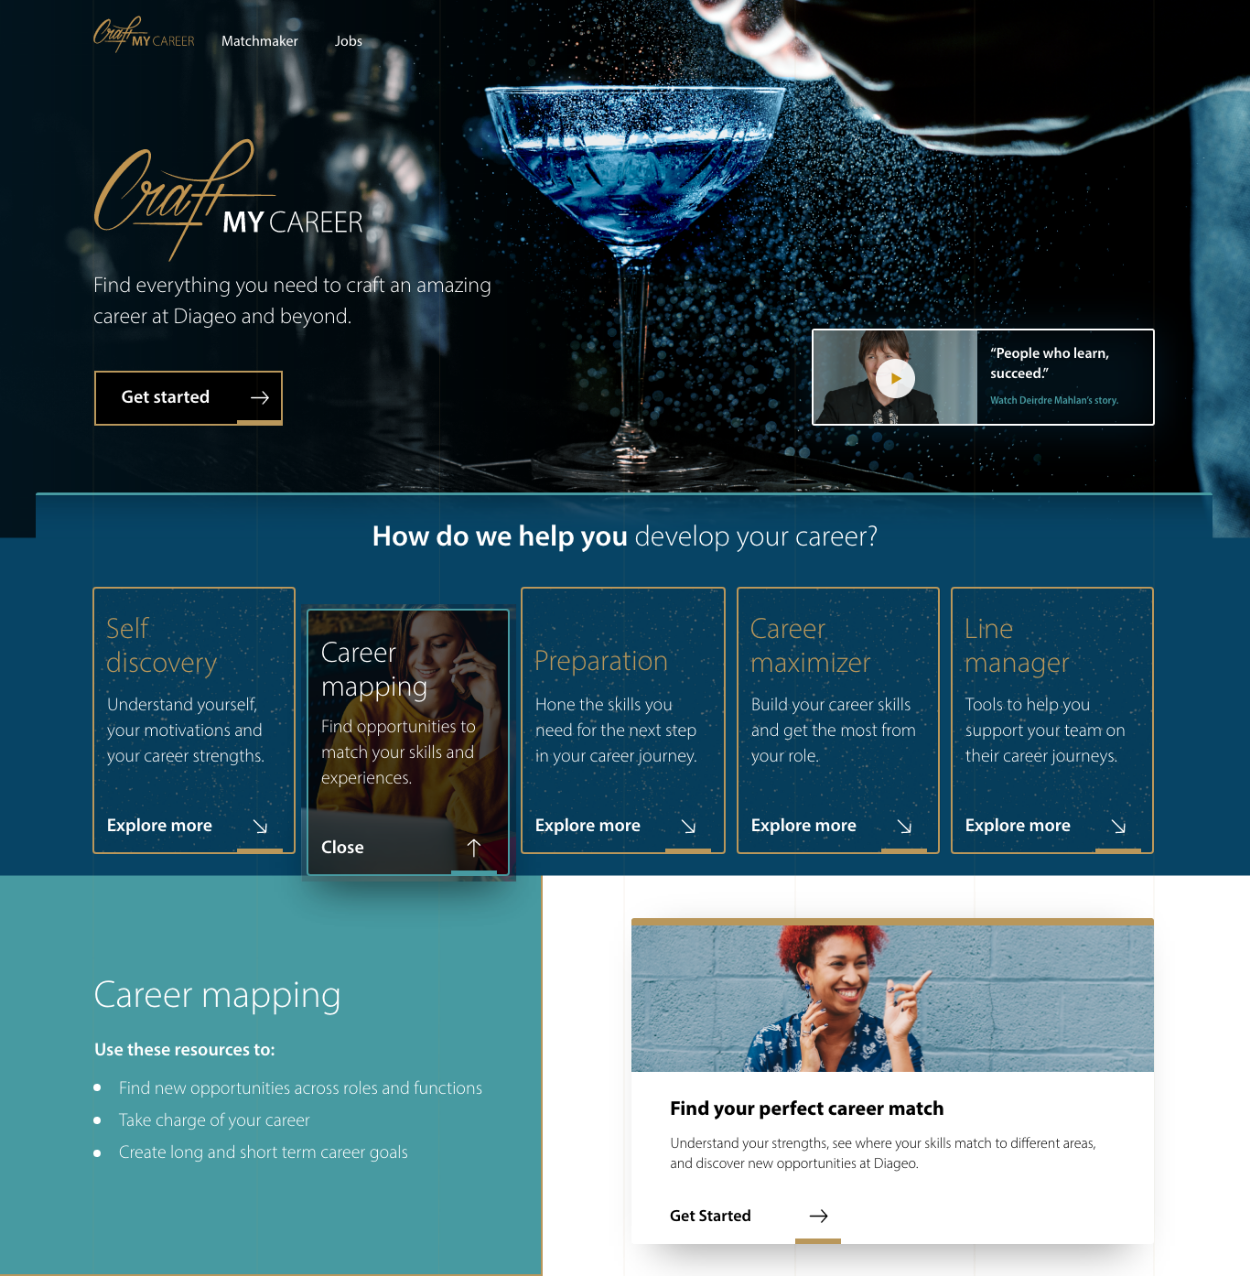 Craft MY CAREER
Matchmaker
Jobs
Craft
MY CAREER
Find everything you need to craft an amazing
career at Diageo and beyond.
Get started
“People who learn,
succeed.”
Watch Deirdre Mahlan's story.
How do we help you develop your career?
Self
discovery
Understand yourself,
your motivations and
your career strengths.
Explore more
Career
mapping
Find opportunities to
match your skills and
experiences.
Close
Preparation
Hone the skills you
need for the next step
in your career journey.
Explore more
Career
maximizer
Build your career skills
and get the most from
your role.
Explore more
Line
manager
Tools to help you
support your team on
their career journeys.
Explore more
Career mapping
Use these resources to:
Find new opportunities across roles and functions
Take charge of your career
Create long and short term career goals
Find your perfect career match
Understand your strengths, see where your skills match to different areas,
and discover new opportunities at Diageo.
Get Started